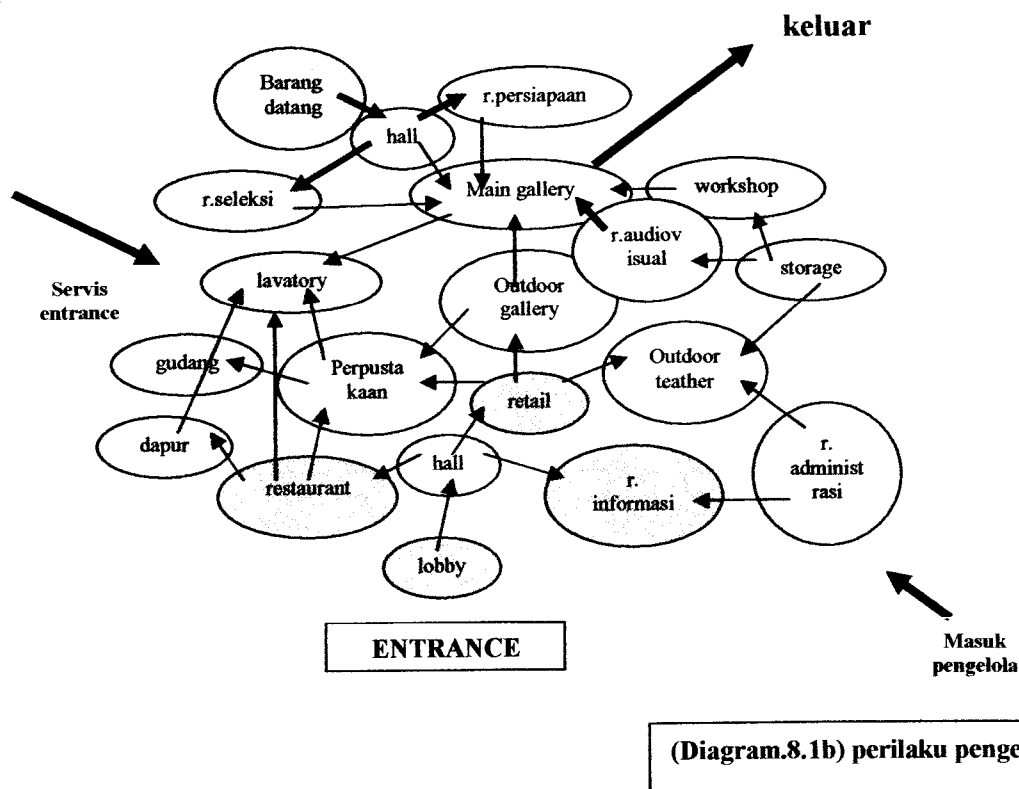 keluar
Barang
datang
r.persiapaan
hall
r.seleksi
Main gallery
workshop
r.audiov
isual
storage
lavatory
Servis
entrance
Outdoor
gallery
gudang
Perpusta
kaan
Outdoor
teather
retail
dapur
restaurant
hall
r.
informasi
r.
administ
rasi
lobby
ENTRANCE
Masuk
pengelola
(Diagram.8.1b) perilaku penge